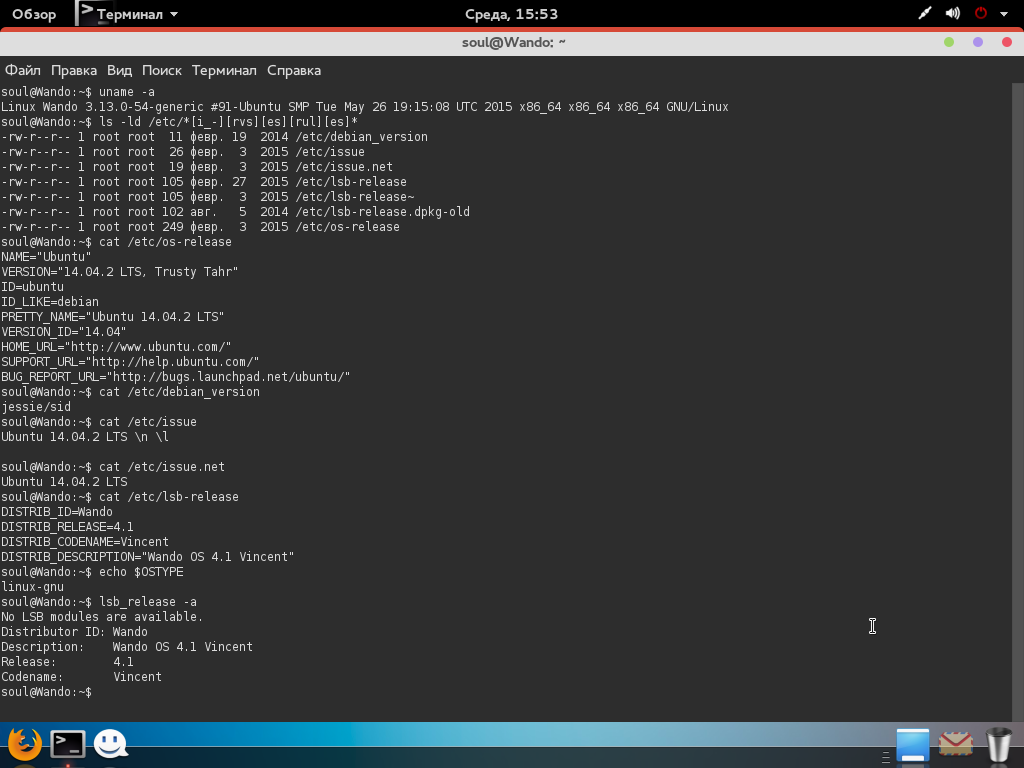 Обзор
Терминал
Среда, 15:53
soul@Wando: ~
Файл Правка Вид Поиск Терминал Справка
soul@Wando:~$ uname -a
Linux Wando 3.13.0-54-generic #91-Ubuntu SMP Tue May 26 19:15:08 UTC 2015 x86_64 x86_64 x86_64 GNU/Linux
soul@Wando:~$ ls -ld /etc/*[i_-][rvs][es][rul][es]*
-rw-r--r-- 1 root root  11 февр. 19  2014 /etc/debian_version
-rw-r--r-- 1 root root  26 февр.  3  2015 /etc/issue
-rw-r--r-- 1 root root  19 февр.  3  2015 /etc/issue.net
-rw-r--r-- 1 root root 105 февр. 27  2015 /etc/lsb-release
-rw-r--r-- 1 root root 105 февр.  3  2015 /etc/lsb-release~
-rw-r--r-- 1 root root 102 авг.   5  2014 /etc/lsb-release.dpkg-old
-rw-r--r-- 1 root root 249 февр.  3  2015 /etc/os-release
soul@Wando:~$ cat /etc/os-release
NAME="Ubuntu"
VERSION="14.04.2 LTS, Trusty Tahr"
ID=ubuntu
ID_LIKE=debian
PRETTY_NAME="Ubuntu 14.04.2 LTS"
VERSION_ID="14.04"
HOME_URL="http://www.ubuntu.com/"
SUPPORT_URL="http://help.ubuntu.com/"
BUG_REPORT_URL="http://bugs.launchpad.net/ubuntu/"
soul@Wando:~$ cat /etc/debian_version
jessie/sid
soul@Wando:~$ cat /etc/issue
Ubuntu 14.04.2 LTS \n \l

soul@Wando:~$ cat /etc/issue.net
Ubuntu 14.04.2 LTS
soul@Wando:~$ cat /etc/lsb-release
DISTRIB_ID=Wando
DISTRIB_RELEASE=4.1
DISTRIB_CODENAME=Vincent
DISTRIB_DESCRIPTION="Wando OS 4.1 Vincent"
soul@Wando:~$ echo $OSTYPE
linux-gnu
soul@Wando:~$ lsb_release -a
No LSB modules are available.
Distributor ID: Wando
Description:    Wando OS 4.1 Vincent
Release:        4.1
Codename:       Vincent
soul@Wando:~$